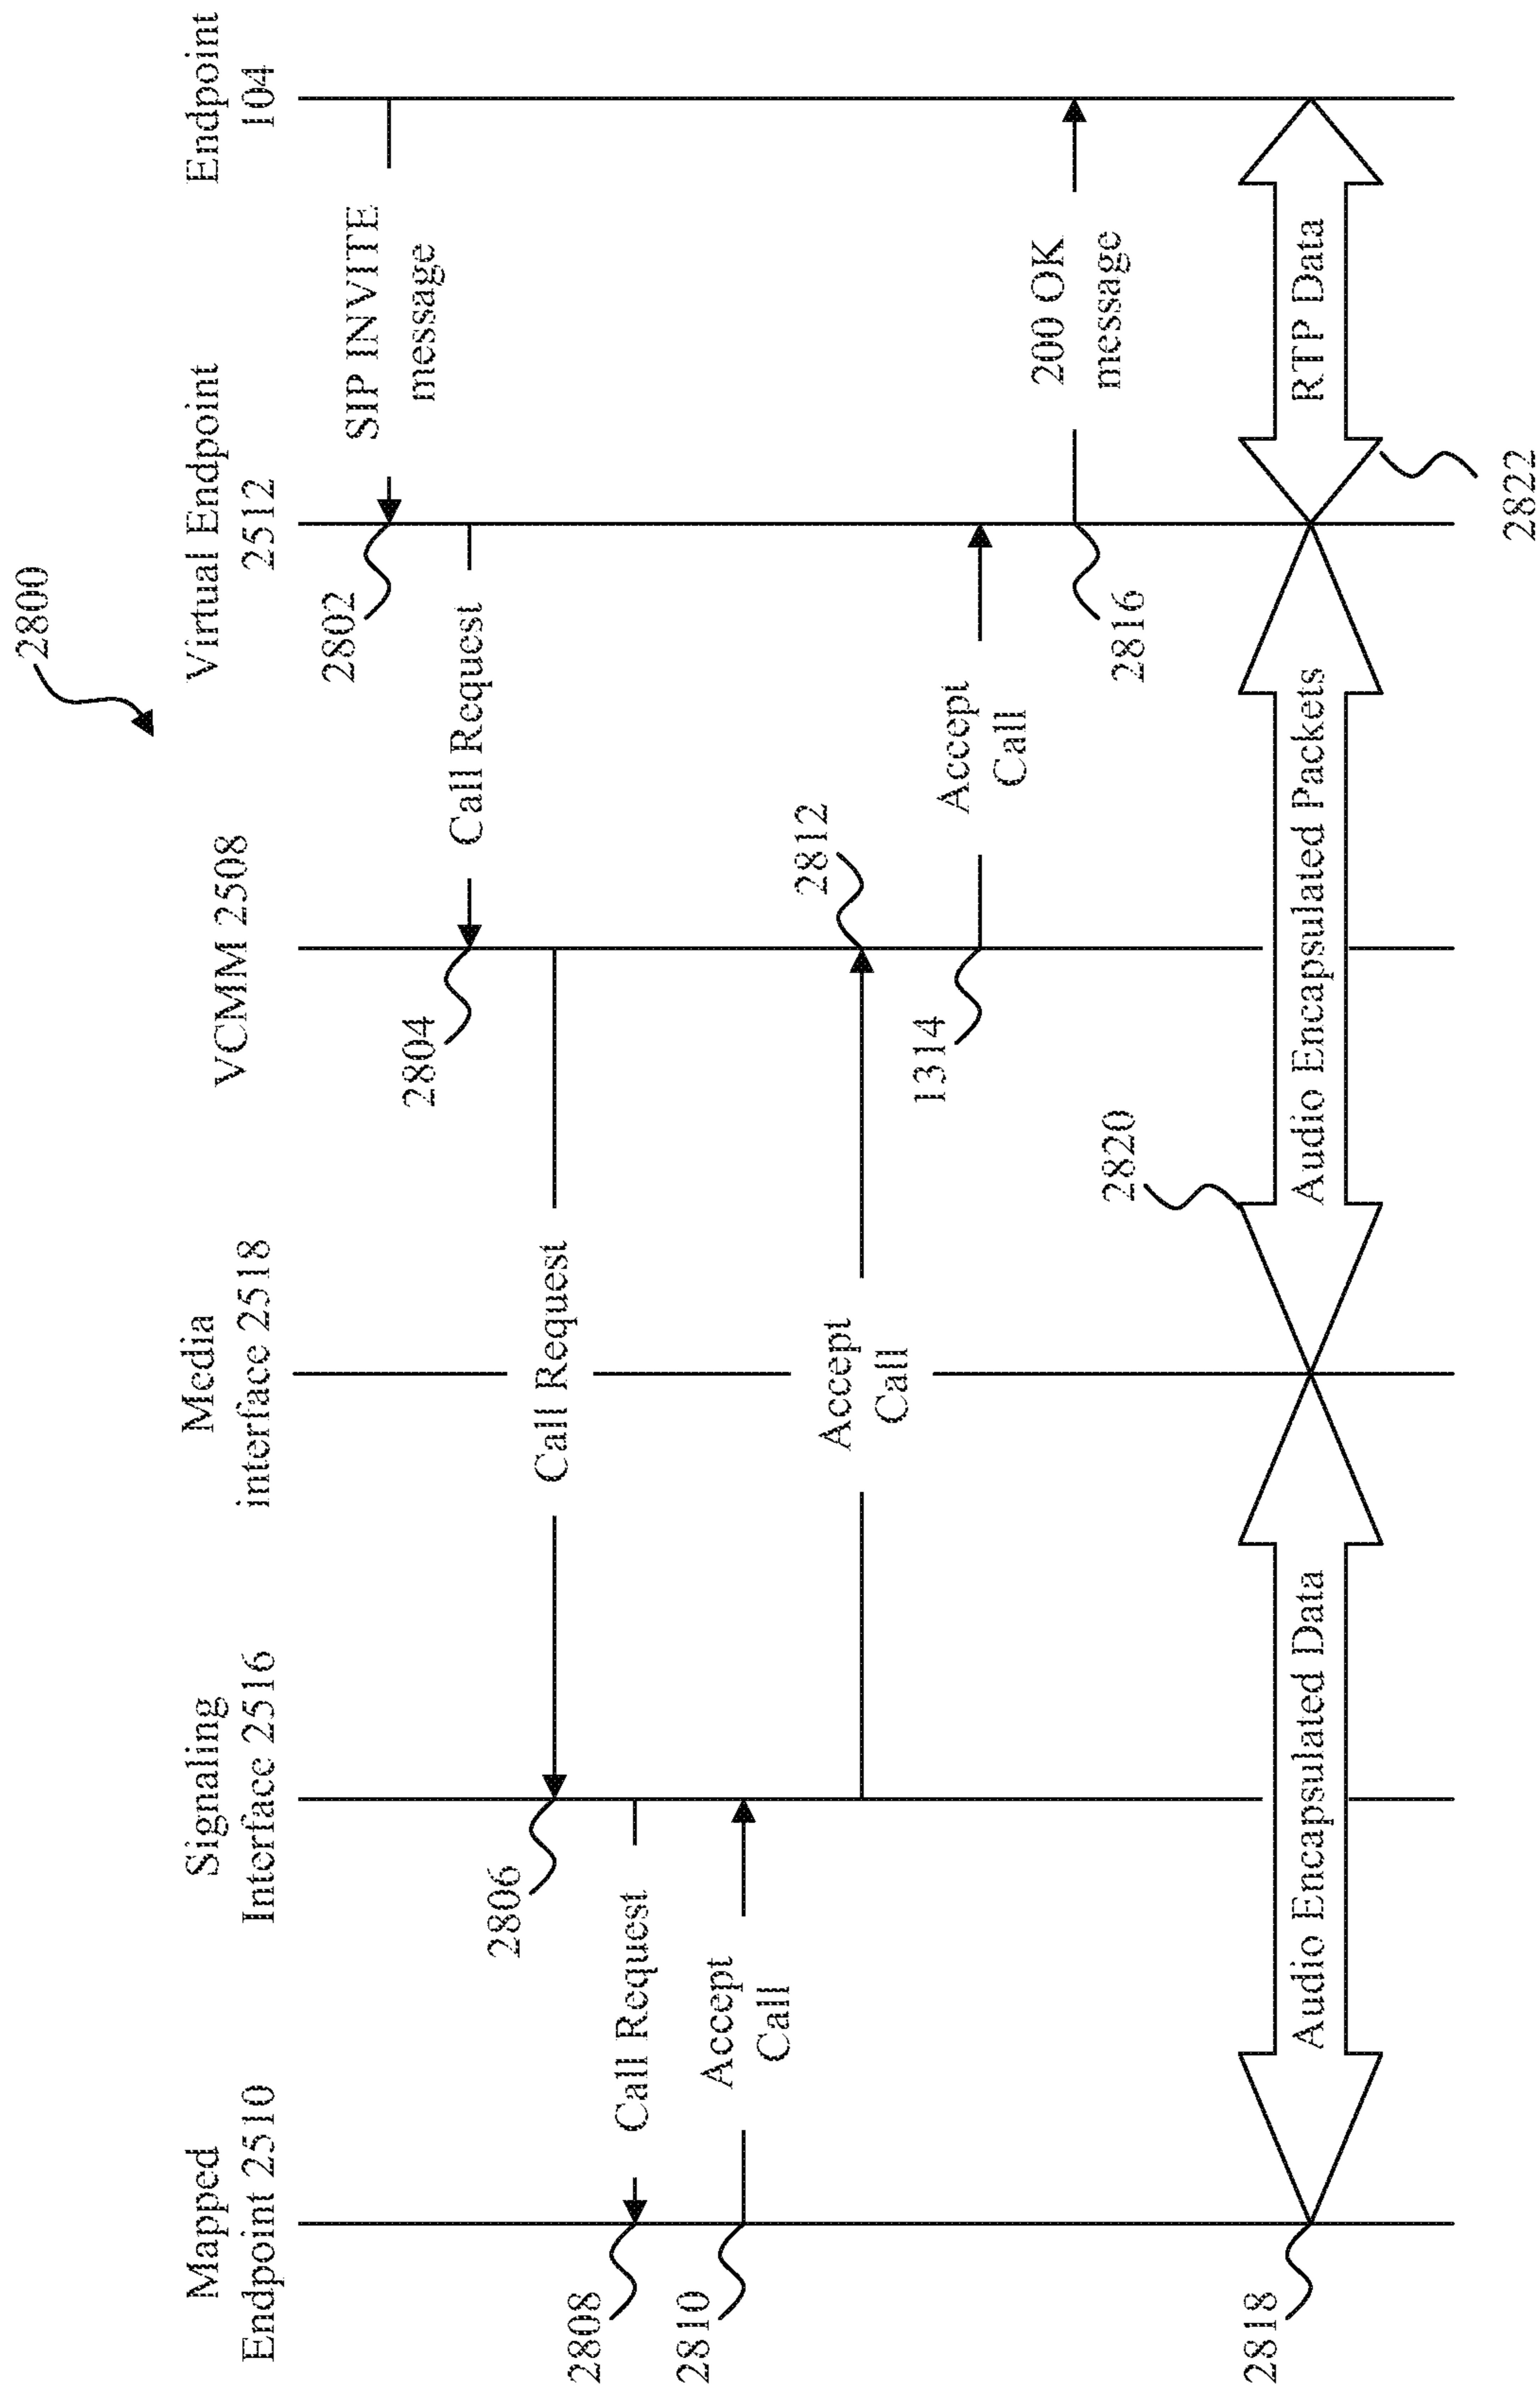 2800
Mapped
Endpoint 2510
Signaling
Interface 2516
Media
interface 2518
VCMM 2508
Virtual Endpoint
2512
Endpoint
104
2802
SIP INVITE
message
2804
Call Request
2806
Call Request
2808
Call Request
2810
Accept
Call
Accept
Call
2812
1314
Accept
Call
2816
200 OK
message
2818
Audio Encapsulated Data
2820
Audio Encapsulated Packets
RTP Data
2822